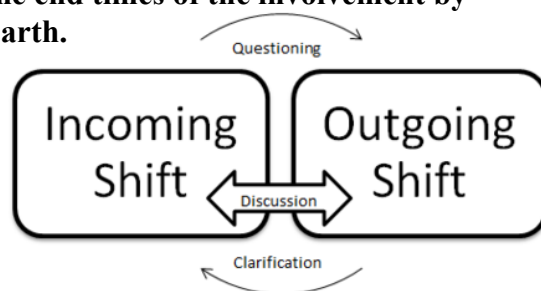 he end times of the involvement by
arth.
Questioning
Incoming
Shift
Outgoing
Shift
Discussion
Clarification